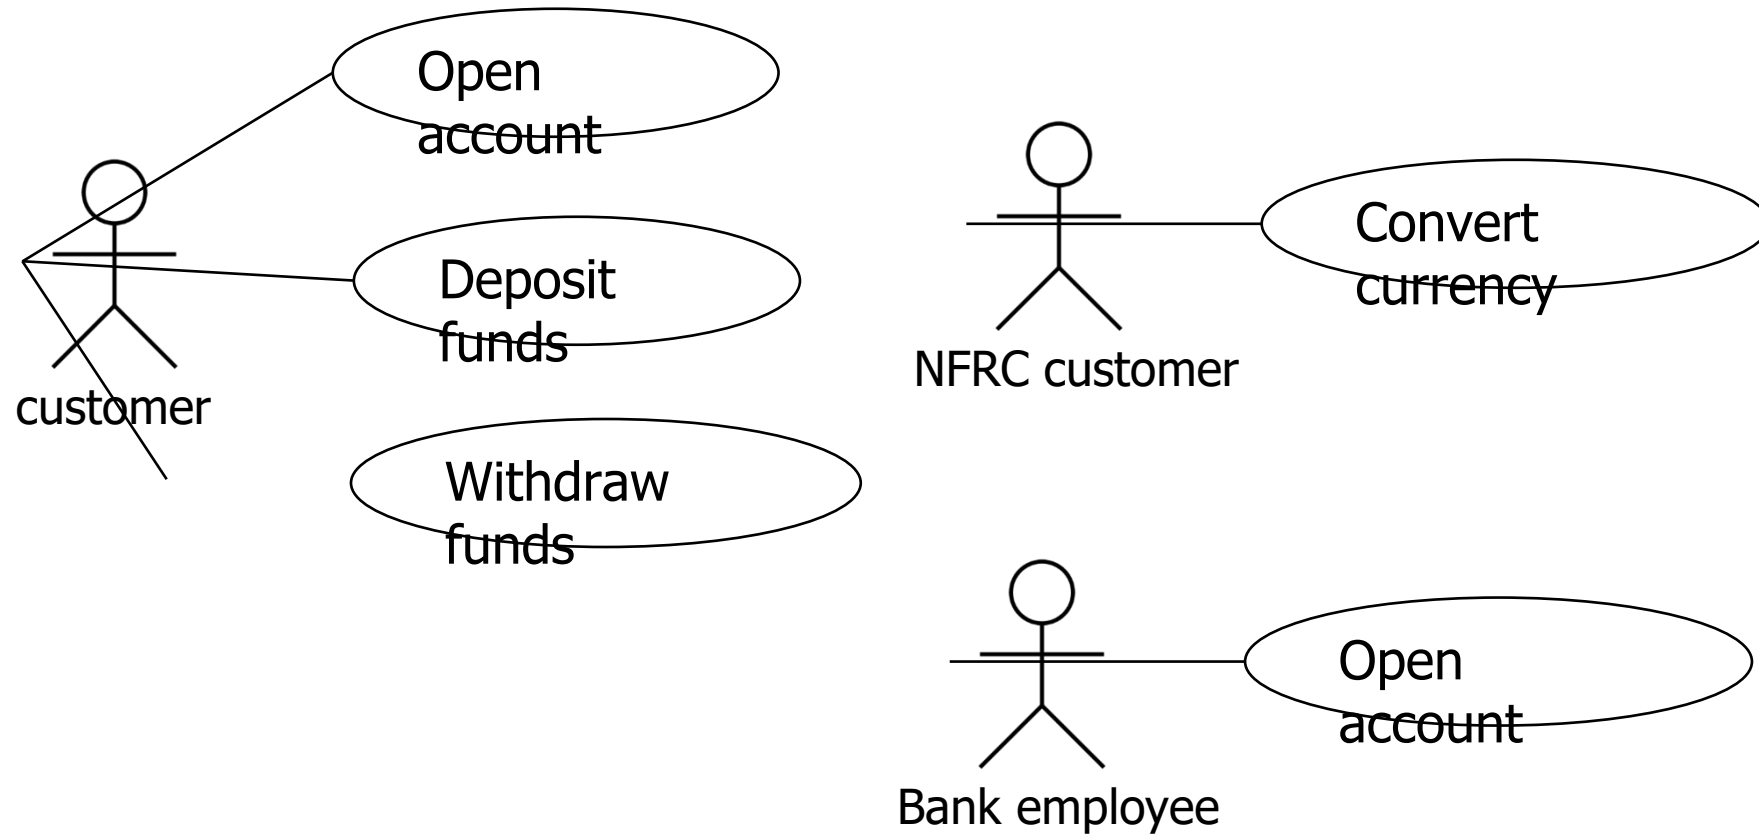 Open
account
customer
Deposit
funds
Withdraw
funds
Convert
currency
NFRC customer
Open
account
Bank employee